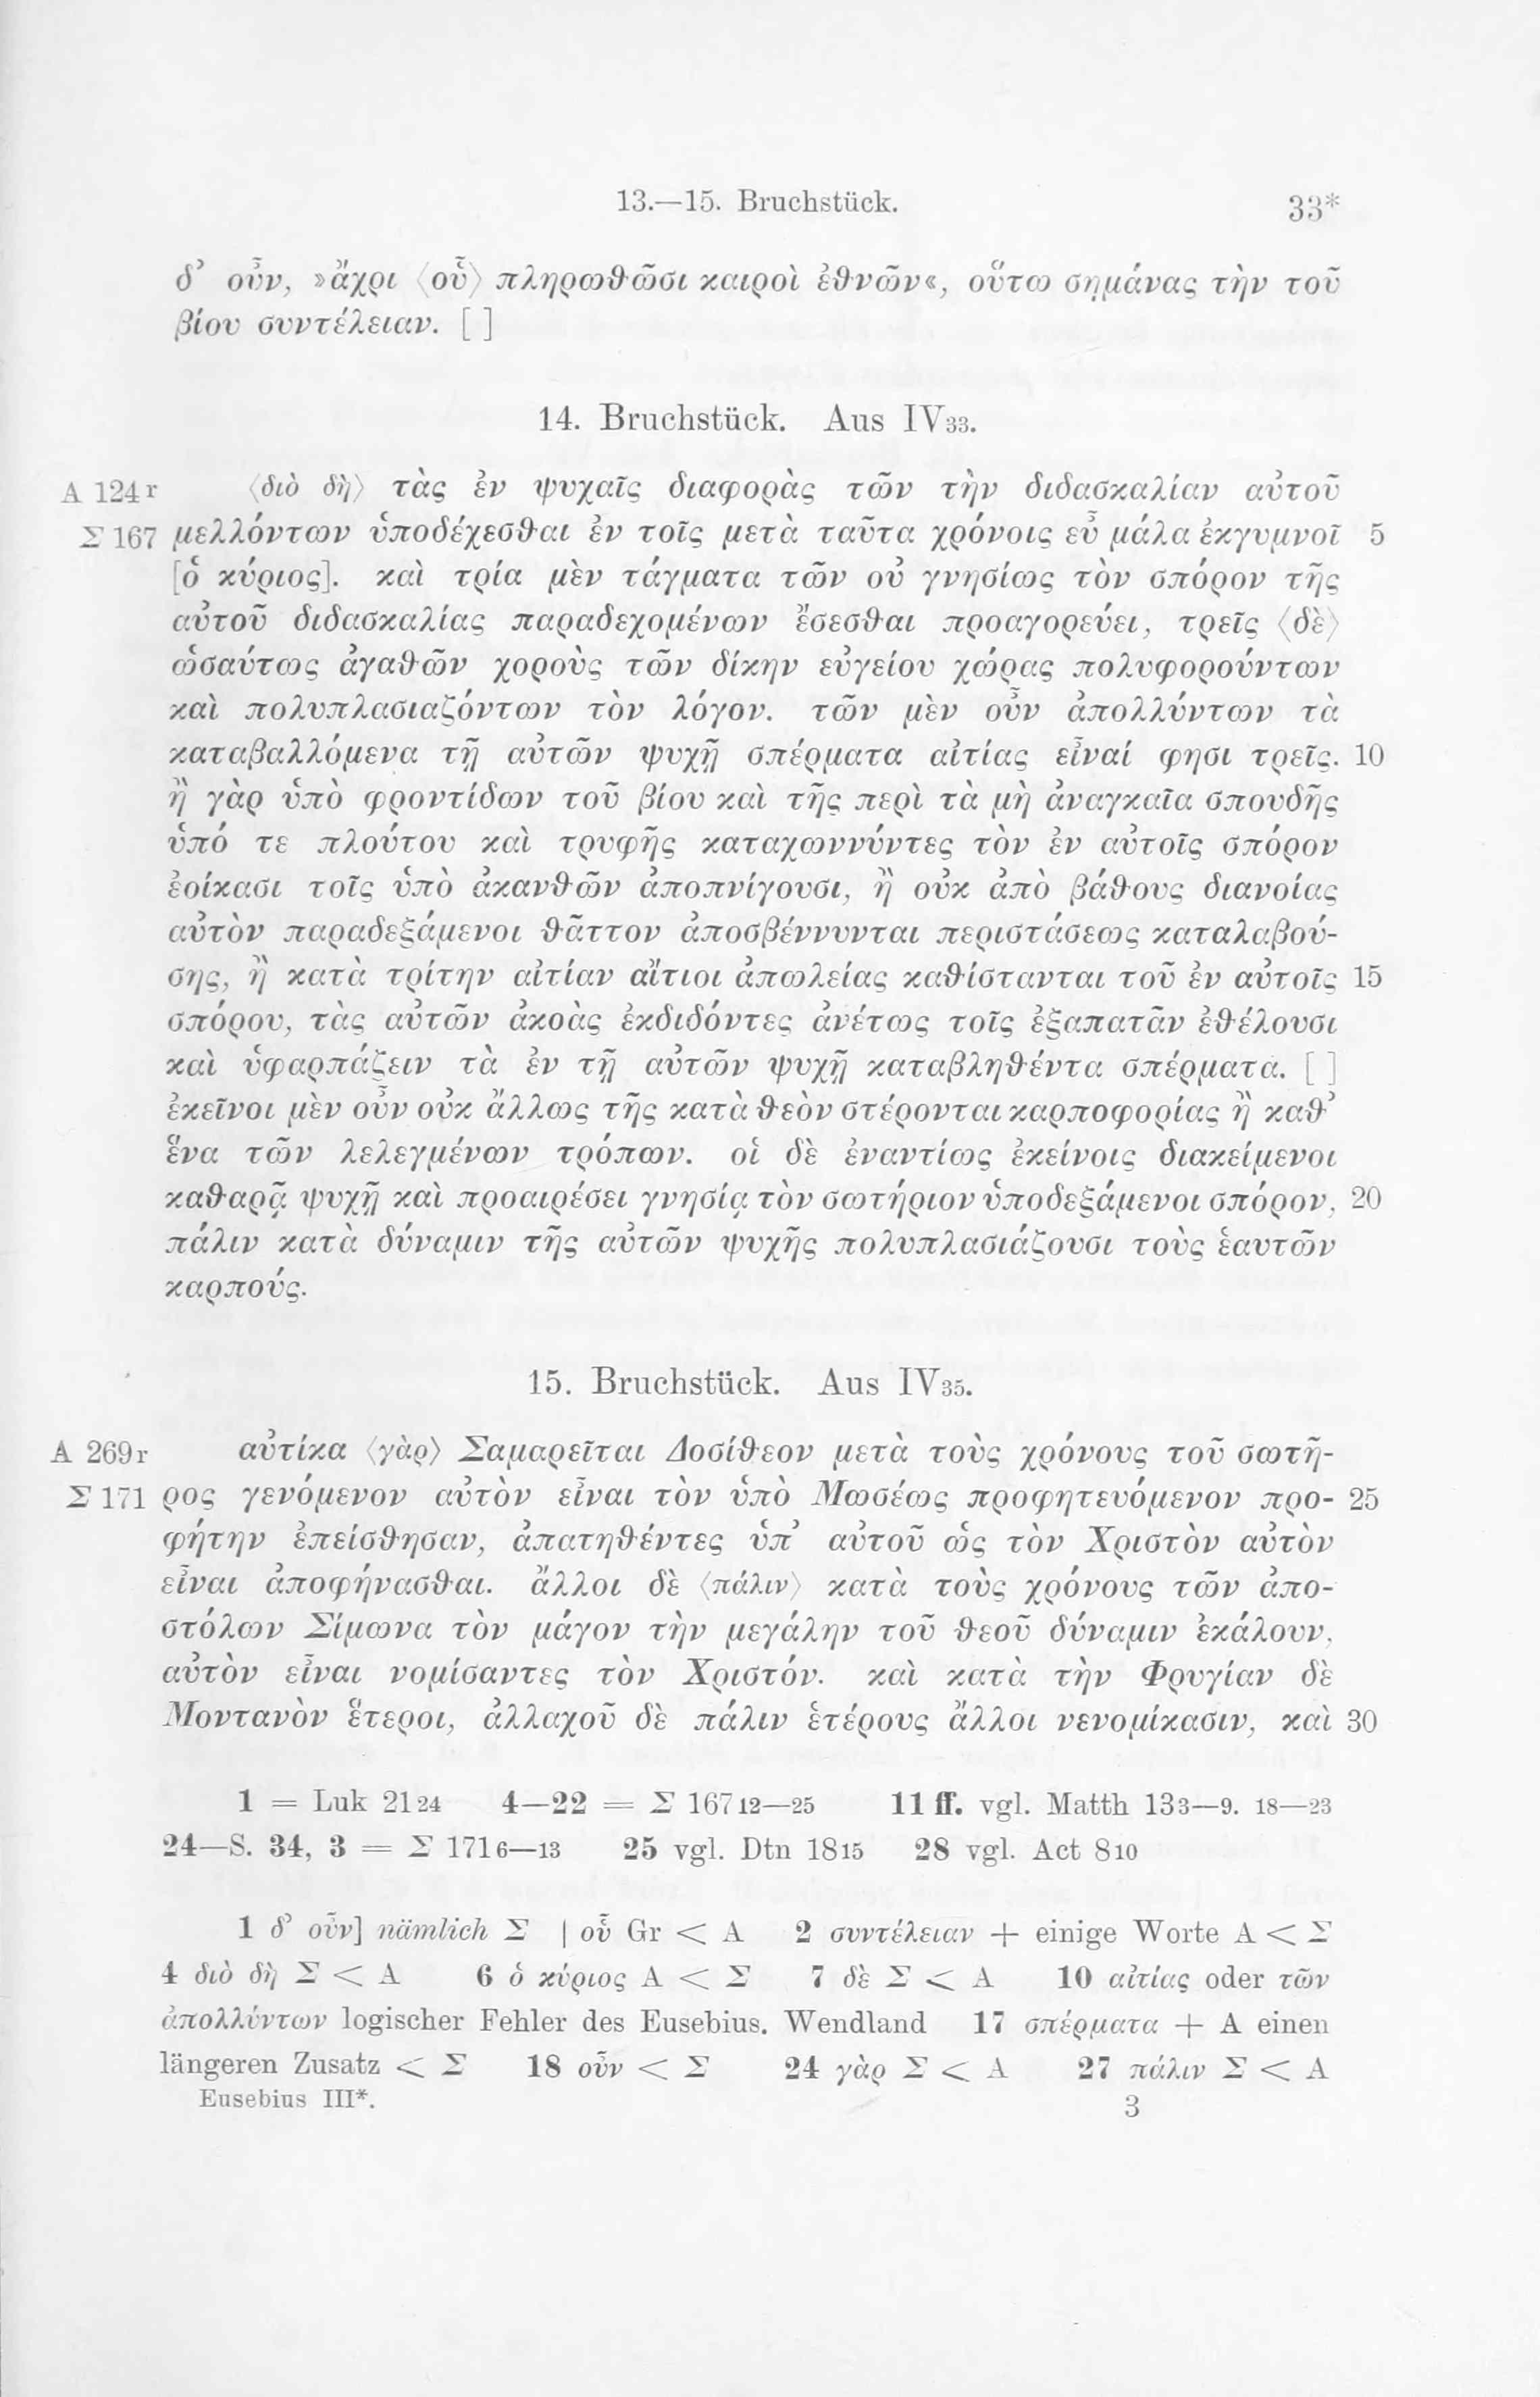 13.—15. Bruchstück. 33*
δ’ οὖν, »ἄχρι ⟨οὗ⟩ πληρωθῶσι καιροὶ ἐθνῶν«, οὕτω σημάνας τὴν τοῦ
βίου συντέλειαν. [ ]
14. Bruchstück. Aus IV33.
A 124r ⟨διὸ δὴ⟩ τὰς ἐν ψυχαῖς διαφορὰς τῶν τὴν διδασκαλίαν αὐτοῦ
Σ 167 μελλόντων ὑποδέχεσθαι ἐν τοῖς μετὰ ταῦτα χρόνοις εὖ μάλα ἐκγυμνοῖ 5
[ὁ κύριος]. καὶ τρία μὲν τάγματα τῶν οὐ γνησίως τὸν σπόρον τῆς
αὐτοῦ διδασκαλίας παραδεχομένων ἔσεσθαι προαγορεύει, τρεῖς ⟨δὲ⟩
ὡσαύτως ἀγαθῶν χοροὺς τῶν δίκην εὐγείου χώρας πολυφορούντων
καὶ πολυπλασιαζόντων τὸν λόγον. τῶν μὲν οὖν ἀπολλύντων τὰ
καταβαλλόμενα τῇ αὐτῶν ψυχῇ σπέρματα αἰτίας εἶναί φησι τρεῖς. 10
ἢ γὰρ ὑπὸ φροντίδων τοῦ βίου καὶ τῆς περὶ τὰ μὴ ἀναγκαῖα σπουδῆς
ὑπό τε πλούτου καὶ τρυφῆς καταχωννύντες τὸν ἐν αὐτοῖς σπόρον
ἐοίκασι τοῖς ὑπὸ ἀκανθῶν ἀποπνίγουσι, ἢ οὐκ ἀπὸ βάθους διανοίας
αὐτὸν παραδεξάμενοι θᾶττον ἀποσβέννυνται περιστάσεως καταλαβού-
σης, ἢ κατὰ τρίτην αἰτίαν αἴτιοι ἀπωλείας καθίστανται τοῦ ἐν αὐτοῖς 15
σπόρου, τὰς αὐτῶν ἀκοὰς ἐκδιδόντες ἀνέτως τοῖς ἐξαπατᾶν ἐθέλουσι
καὶ ὑφαρπάζειν τὰ ἐν τῇ αὐτῶν ψυχῇ καταβληθέντα σπέρματα. [ ]
ἐκεῖνοι μὲν οὖν οὐκ ἄλλως τῆς κατὰ θεὸν στέρονται καρποφορίας ἢ καθ’
ἕνα τῶν λελεγμένων τρόπων. οἱ δὲ ἐναντίως ἐκείνοις διακείμενοι
καθαρᾷ ψυχῇ καὶ προαιρέσει γνησίᾳ τὸν σωτήριον ὑποδεξάμενοι σπόρον, 20
πάλιν κατὰ δύναμιν τῆς αὐτῶν ψυχῆς πολυπλασιάζουσι τοὺς ἑαυτῶν
καρπούς.
15. Bruchstück. Aus IV35.
A 269r αὐτίκα ⟨γὰρ⟩ Σαμαρεῖται Δοσίθεον μετὰ τοὺς χρόνους τοῦ σωτῆ-
Σ 171 ρος γενόμενον αὐτὸν εἶναι τὸν ὑπὸ Μωσέως προφητευόμενον προ- 25
φήτην ἐπείσθησαν, ἀπατηθέντες ὑπ’ αὐτοῦ ὡς τὸν Χριστὸν αὐτὸν
εἶναι ἀποφήνασθαι. ἄλλοι δὲ ⟨πάλιν⟩ κατὰ τοὺς χρόνους τῶν ἀπο-
στόλων Σίμωνα τὸν μάγον τὴν μεγάλην τοῦ θεοῦ δύναμιν ἐκάλουν,
αὐτὸν εἶναι νομίσαντες τὸν Χριστόν. καὶ κατὰ τὴν Φρυγίαν δὲ
Μοντανὸν ἕτεροι, ἀλλαχοῦ δὲ πάλιν ἑτέρους ἄλλοι νενομίκασιν, καὶ 30
1 = Luk 21 24 4—22 = Σ 167 12—25 11 ff. vgl. Matth 13 3—9. 18—23
24—S. 34, 3 = Σ 171 6—13 25 vgl. Dtn 18 15 28 vgl. Act 8 10
1 δ’ οὖν] nämlich Σ | οὗ Gr < A 2 συντέλειαν + einige Worte A < Σ
4 διὸ δὴ Σ < A 6 ὁ κύριος A < Σ 7 δὲ Σ < A 10 αἰτίας oder τῶν
ἀπολλύντων logischer Fehler des Eusebius. Wendland 17 σπέρματα + A einen
längeren Zusatz < Σ 18 οὖν < Σ 24 γὰρ Σ < A 27 πάλιν Σ < A
Eusebius III*. 3